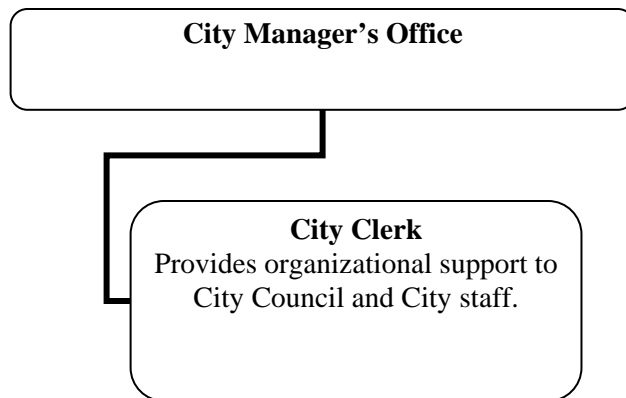 City Manager’s Office
City Clerk
Provides organizational support to
City Council and City staff.